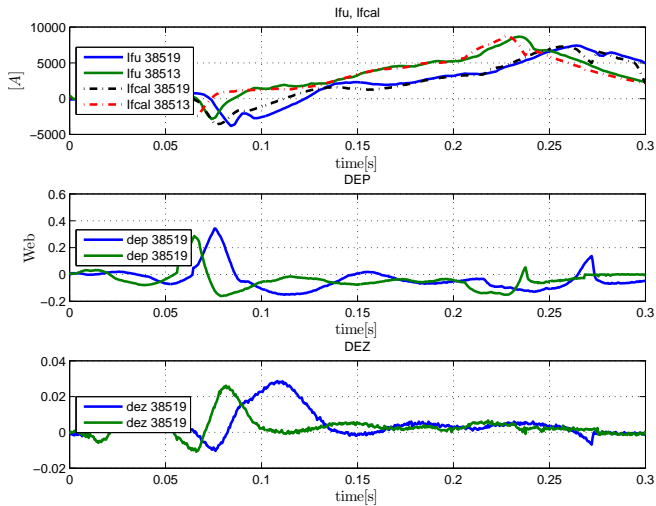 Ifu, Ifcal
10000
5000
0
−5000
[A]
Ifu 38519
Ifu 38513
Ifcal 38519
Ifcal 38513
0 0.05 0.1 0.15 0.2 0.25 0.3
time[s]
DEP
0.6
0.4
0.2
0
−0.2
Web
dep 38519
dep 38519
0 0.05 0.1 0.15 0.2 0.25 0.3
time[s]
DEZ
0.04
0.02
0
−0.02
dez 38519
dez 38519
0 0.05 0.1 0.15 0.2 0.25 0.3
time[s]